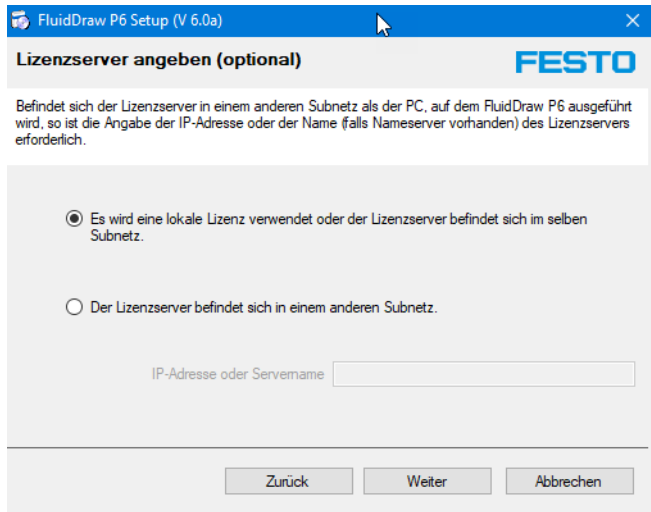 FluidDraw P6 Setup (V 6.0a)
Lizenzserver angeben (optional)
FESTO
Befindet sich der Lizenzserver in einem anderen Subnetz als der PC, auf dem FluidDraw P6 ausgeführt
wird, so ist die Angabe der IP-Adresse oder der Name (falls Nameserver vorhanden) des Lizenzservers
erforderlich.
Es wird eine lokale Lizenz verwendet oder der Lizenzserver befindet sich im selben
Subnetz.
Der Lizenzserver befindet sich in einem anderen Subnetz.
IP-Adresse oder Servername
Zurück
Weiter
Abbrechen